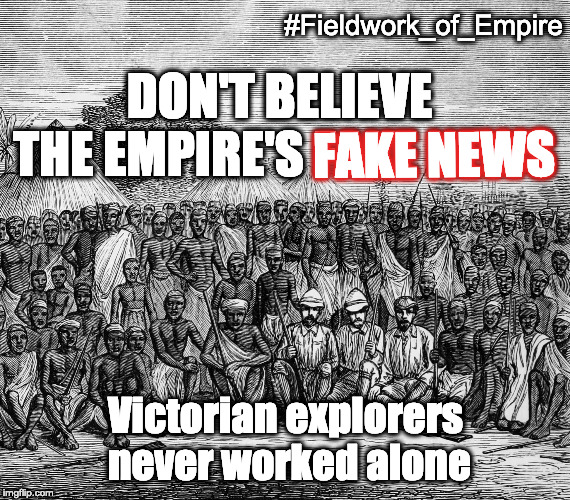 #Fieldwork_of_Empire
DON'T BELIEVE
THE EMPIRE'S FAKE NEWS
Victorian explorers
never worked alone
imgflip.com